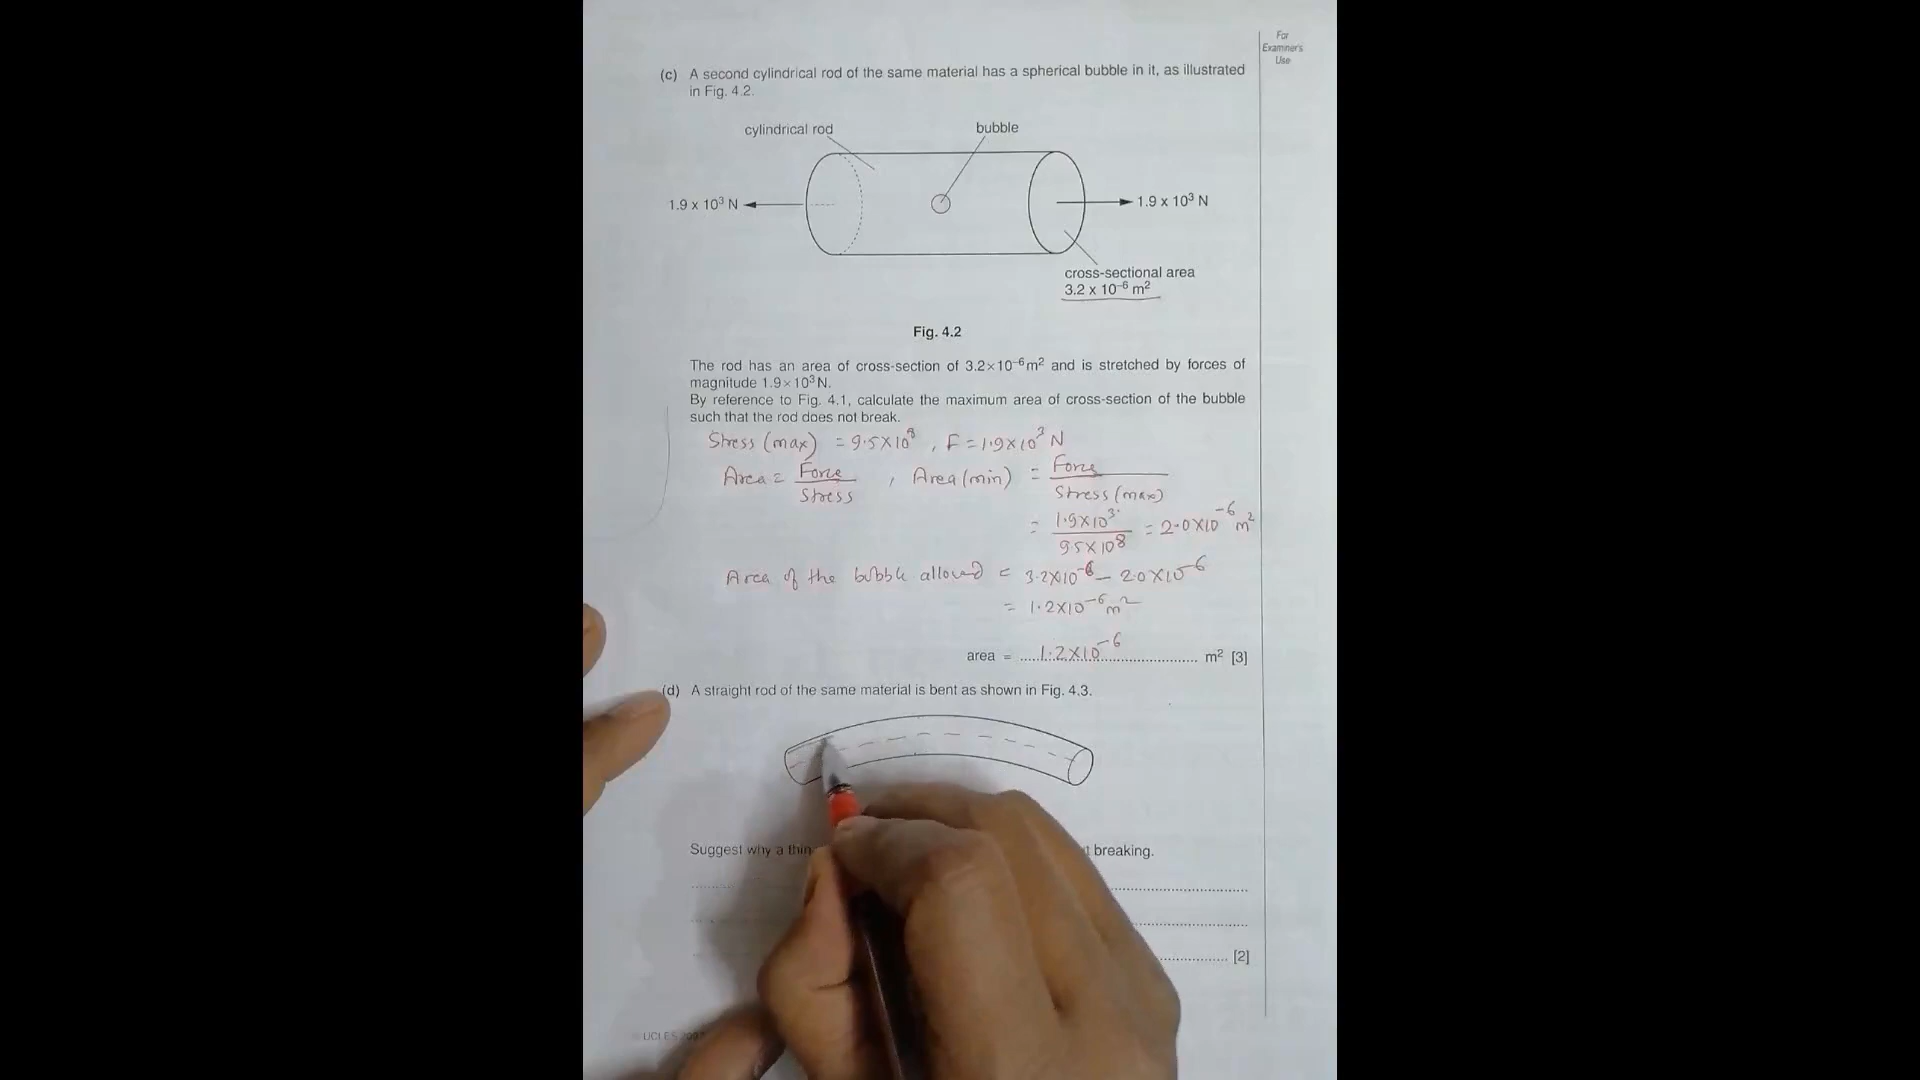 For
Examiner's
Use
(c) A second cylindrical rod of the same material has a spherical bubble in it, as illustrated
in Fig. 4.2.
cylindrical rod
bubble
1.9 x 10³ N
1.9 x 10³ N
cross-sectional area
3.2 x 10⁻⁶ m²
Fig. 4.2
The rod has an area of cross-section of 3.2×10⁻⁶m² and is stretched by forces of
magnitude 1.9×10³N.
By reference to Fig. 4.1, calculate the maximum area of cross-section of the bubble
such that the rod does not break.
Stress (max) = 9.5×10⁸, F = 1.9×10³ N
Area = Force / Stress, Area (min) = Force / Stress (max)
= 1.9×10³ / 9.5×10⁸ = 2.0×10⁻⁶ m²
Area of the bubble allowed = 3.2×10⁻⁶ – 2.0×10⁻⁶
= 1.2×10⁻⁶ m²
area = 1.2×10⁻⁶ m² [3]
(d) A straight rod of the same material is bent as shown in Fig. 4.3.
Suggest why a thin breaking.
[2]
UCLES